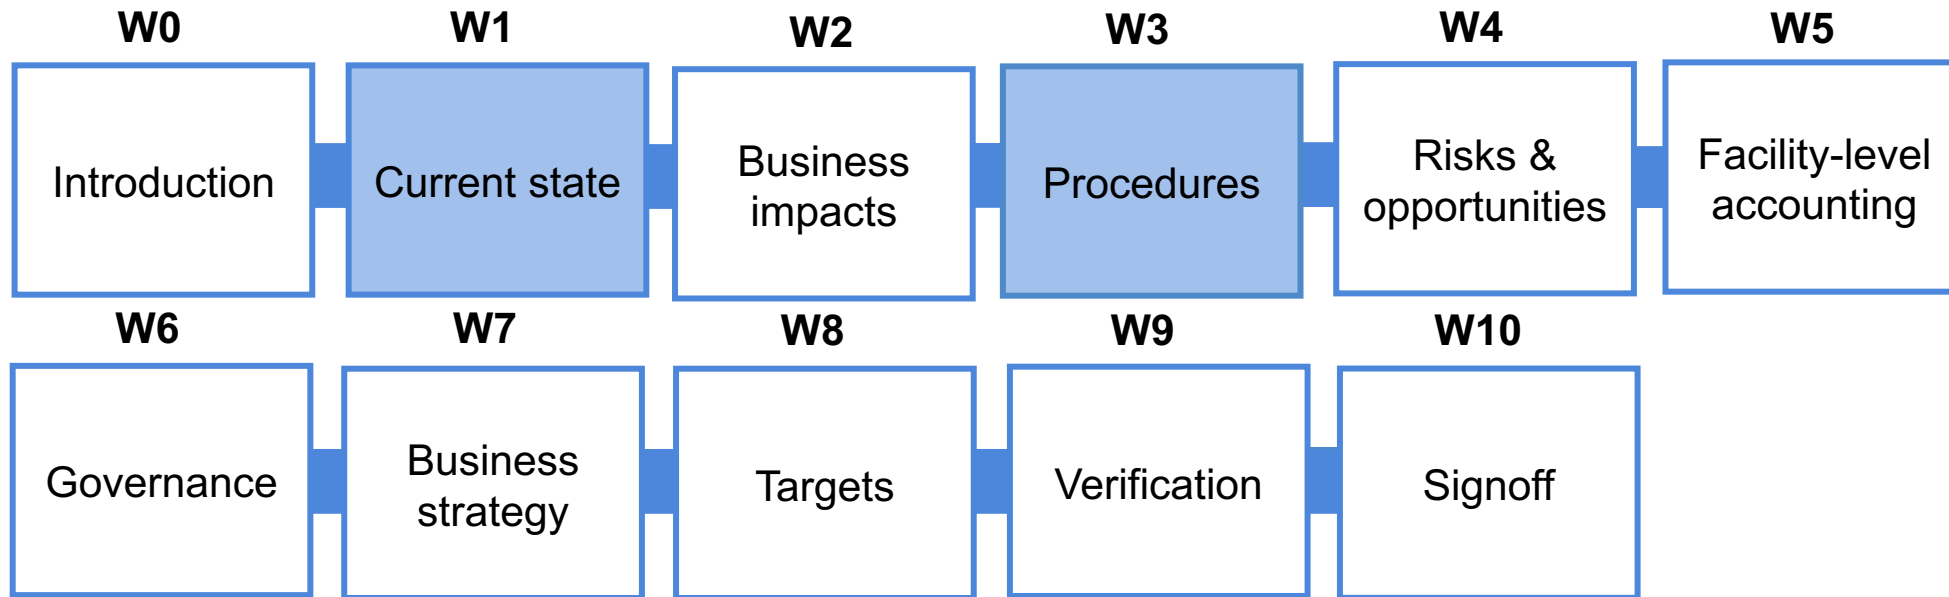 W0
W1
W2
W3
W4
W5
Introduction
Current state
Business
impacts
Procedures
Risks &
opportunities
Facility-level
accounting
W6
W7
W8
W9
W10
Governance
Business
strategy
Targets
Verification
Signoff